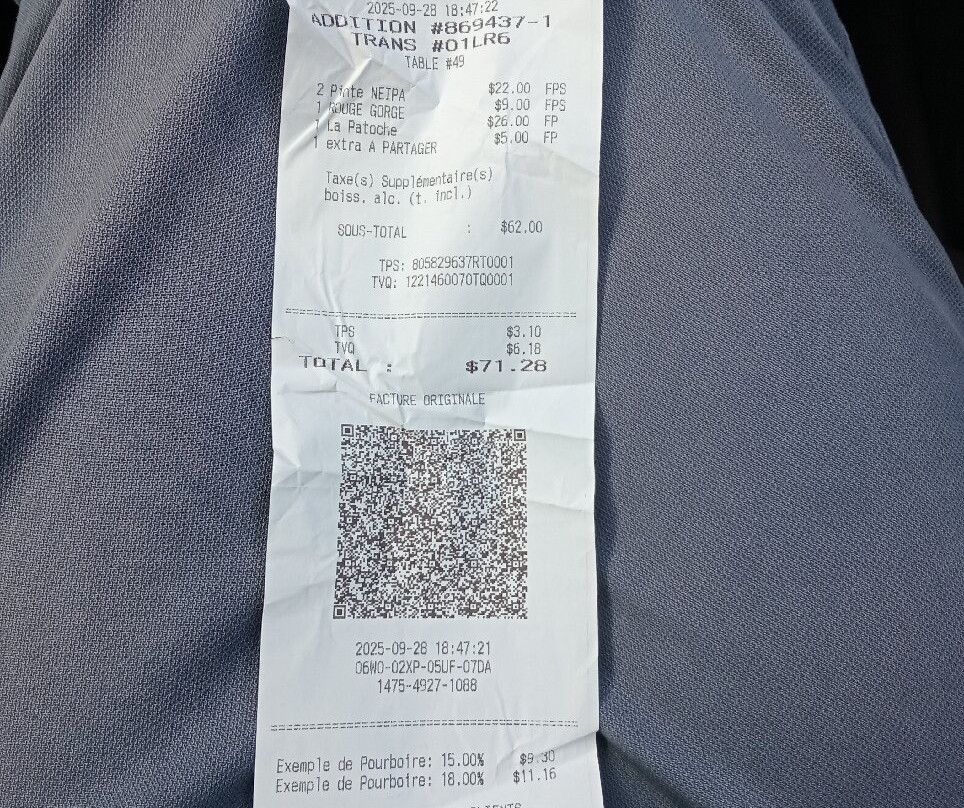 2025-09-28 18:47:22
ADDITION #869437-1
TRANS #01LR6
TABLE #49
2 Pinte NEIPA $22.00 FPS
1 ROUGE GORGE $9.00 FPS
1 La Patoche $26.00 FP
1 extra A PARTAGER $5.00 FP
Taxe(s) Supplémentaire(s)
boiss. alc. (t. incl.)
SOUS-TOTAL : $62.00
TPS: 805829637RT0001
TVQ: 1221460070TQ0001
TPS $3.10
TVQ $6.18
TOTAL : $71.28
FACTURE ORIGINALE
2025-09-28 18:47:21
06W0-02XP-05UF-07DA
1475-4927-1088
Exemple de Pourboire: 15.00% $9.30
Exemple de Pourboire: 18.00% $11.16